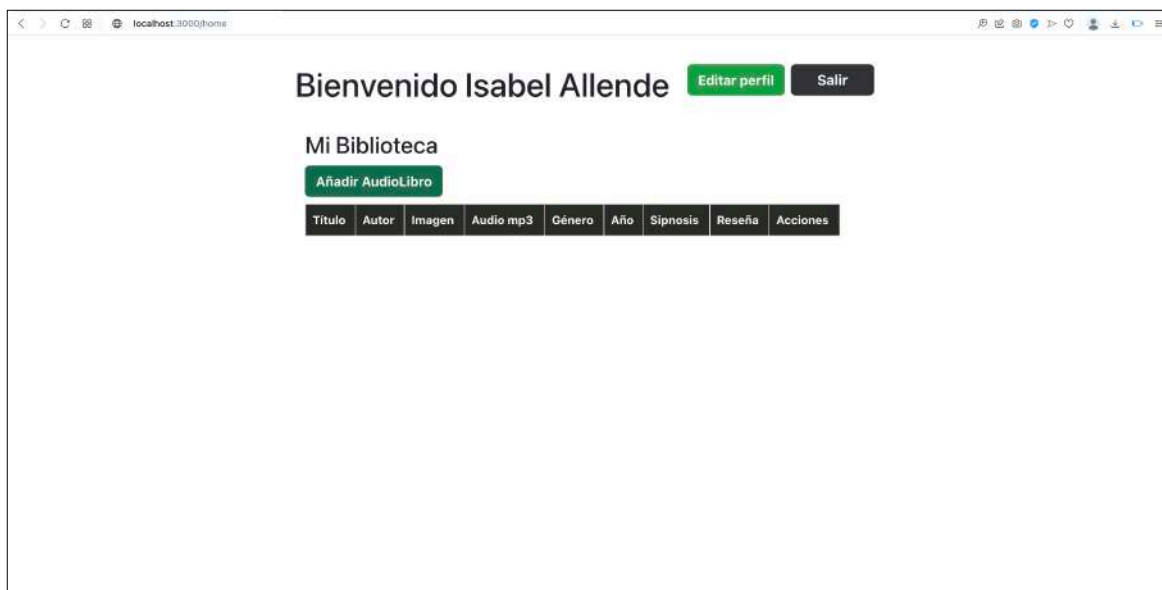 localhost:3000/home
Bienvenido Isabel Allende Editar perfil Salir
Mi Biblioteca
Añadir AudioLibro
Título Autor Imagen Audio mp3 Género Año Sipnosis Reseña Acciones